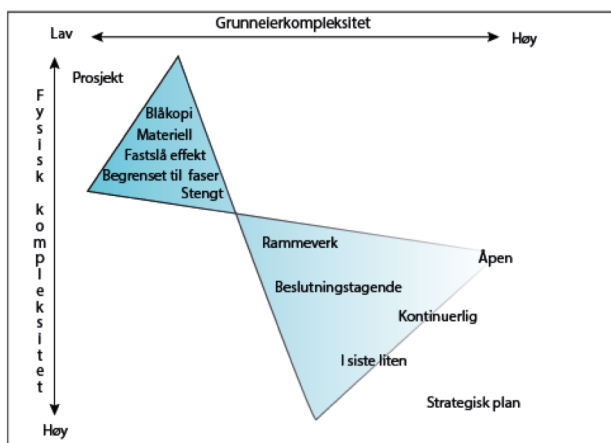 Grunneierkompleksitet
Lav
Høy
Prosjekt
Fysisk kompleksitet
Blåkopi
Materiell
Fastslå effekt
Begrenset til faser
Stengt
Rammeverk
Åpen
Beslutningstagende
Kontinuerlig
I siste liten
Strategisk plan
Høy